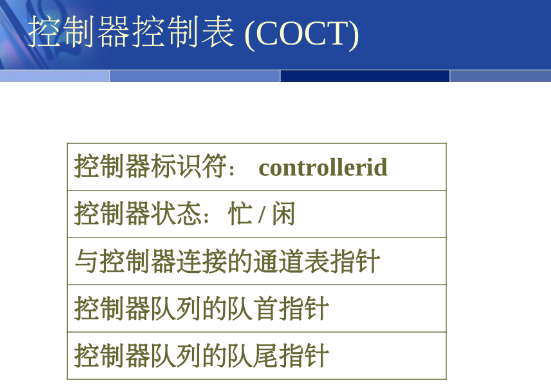 控制器控制表 (COCT)
控制器标识符： controllerid
控制器状态：忙 / 闲
与控制器连接的通道表指针
控制器队列的队首指针
控制器队列的队尾指针